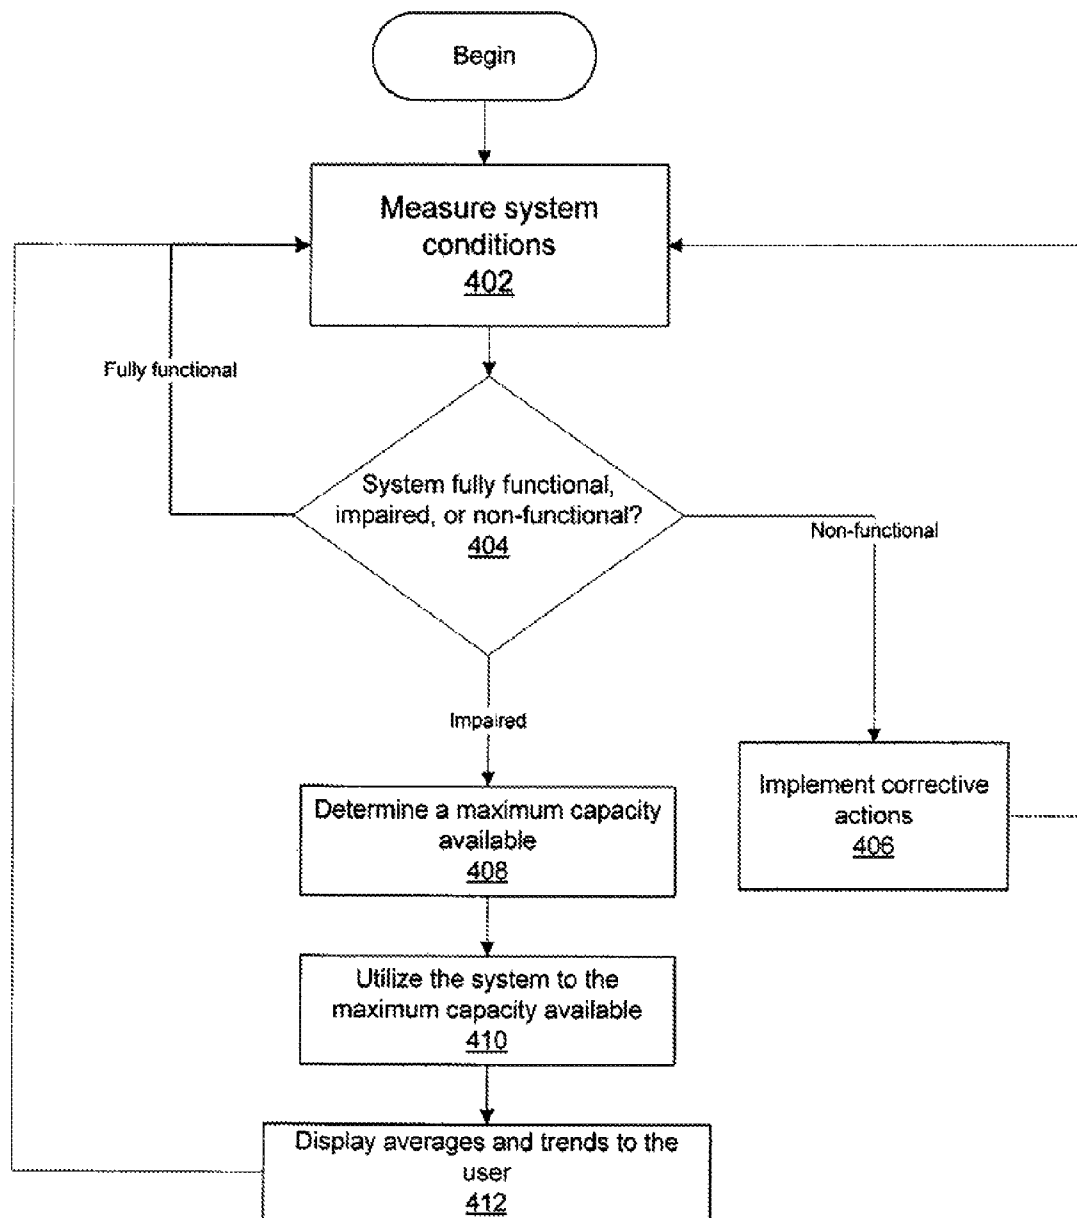 Begin
Measure system
conditions
402
Fully functional
System fully functional,
impaired, or non-functional?
404
Non-functional
Impaired
Implement corrective
actions
406
Determine a maximum capacity
available
408
Utilize the system to the
maximum capacity available
410
Display averages and trends to the
user
412